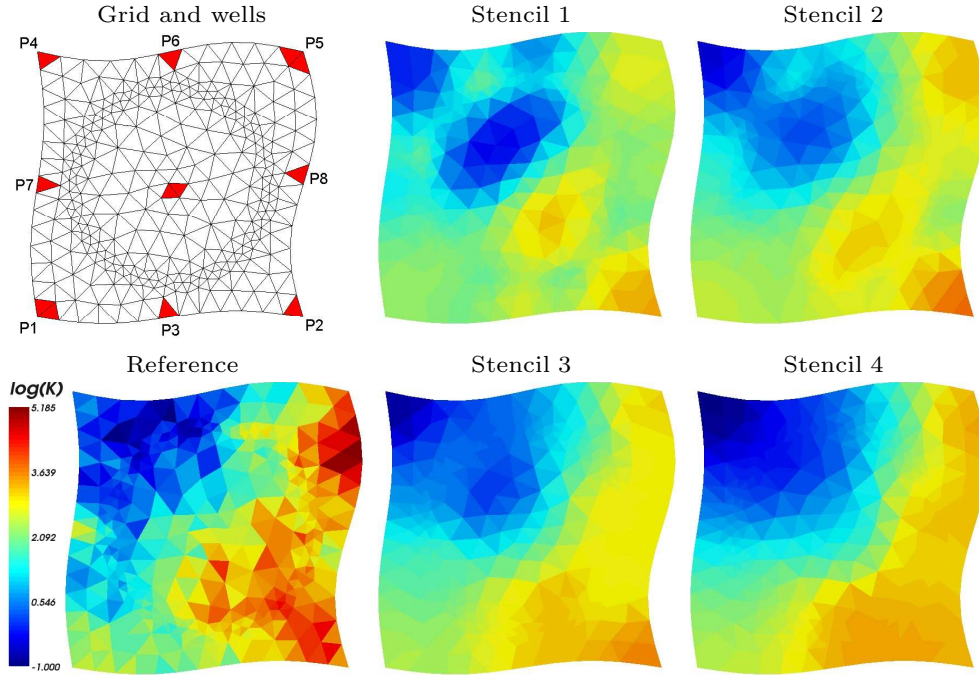 Grid and wells
Stencil 1
Stencil 2
P4
P6
P5
P7
P8
P1
P3
P2
Reference
Stencil 3
Stencil 4
log(K)
5.185
3.639
2.092
0.546
-1.000